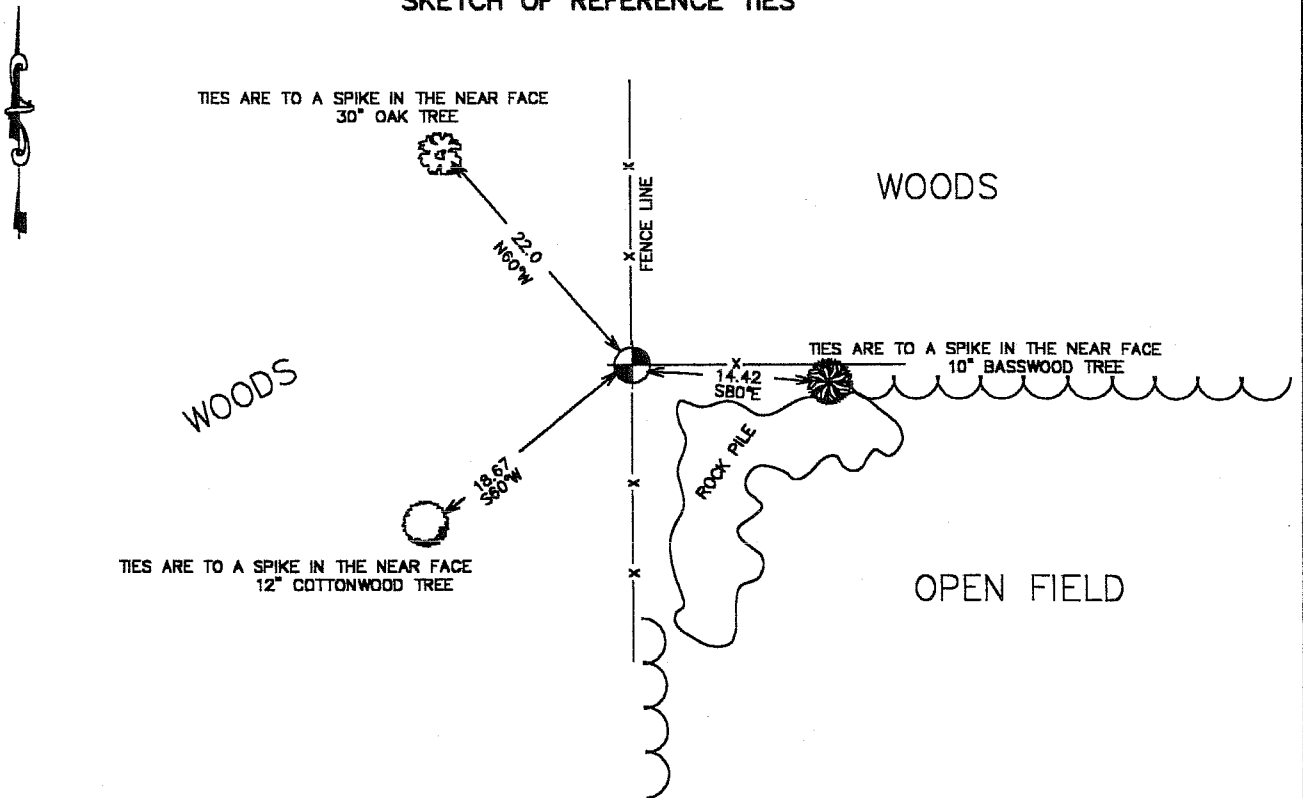 SKETCH OF REFERENCE TIES
TIES ARE TO A SPIKE IN THE NEAR FACE
30" OAK TREE
WOODS
FENCE LINE
22.0
N60°W
TIES ARE TO A SPIKE IN THE NEAR FACE
10" BASSWOOD TREE
14.42
S80°E
WOODS
ROCK PILE
18.67
S60°W
TIES ARE TO A SPIKE IN THE NEAR FACE
12" COTTONWOOD TREE
OPEN FIELD